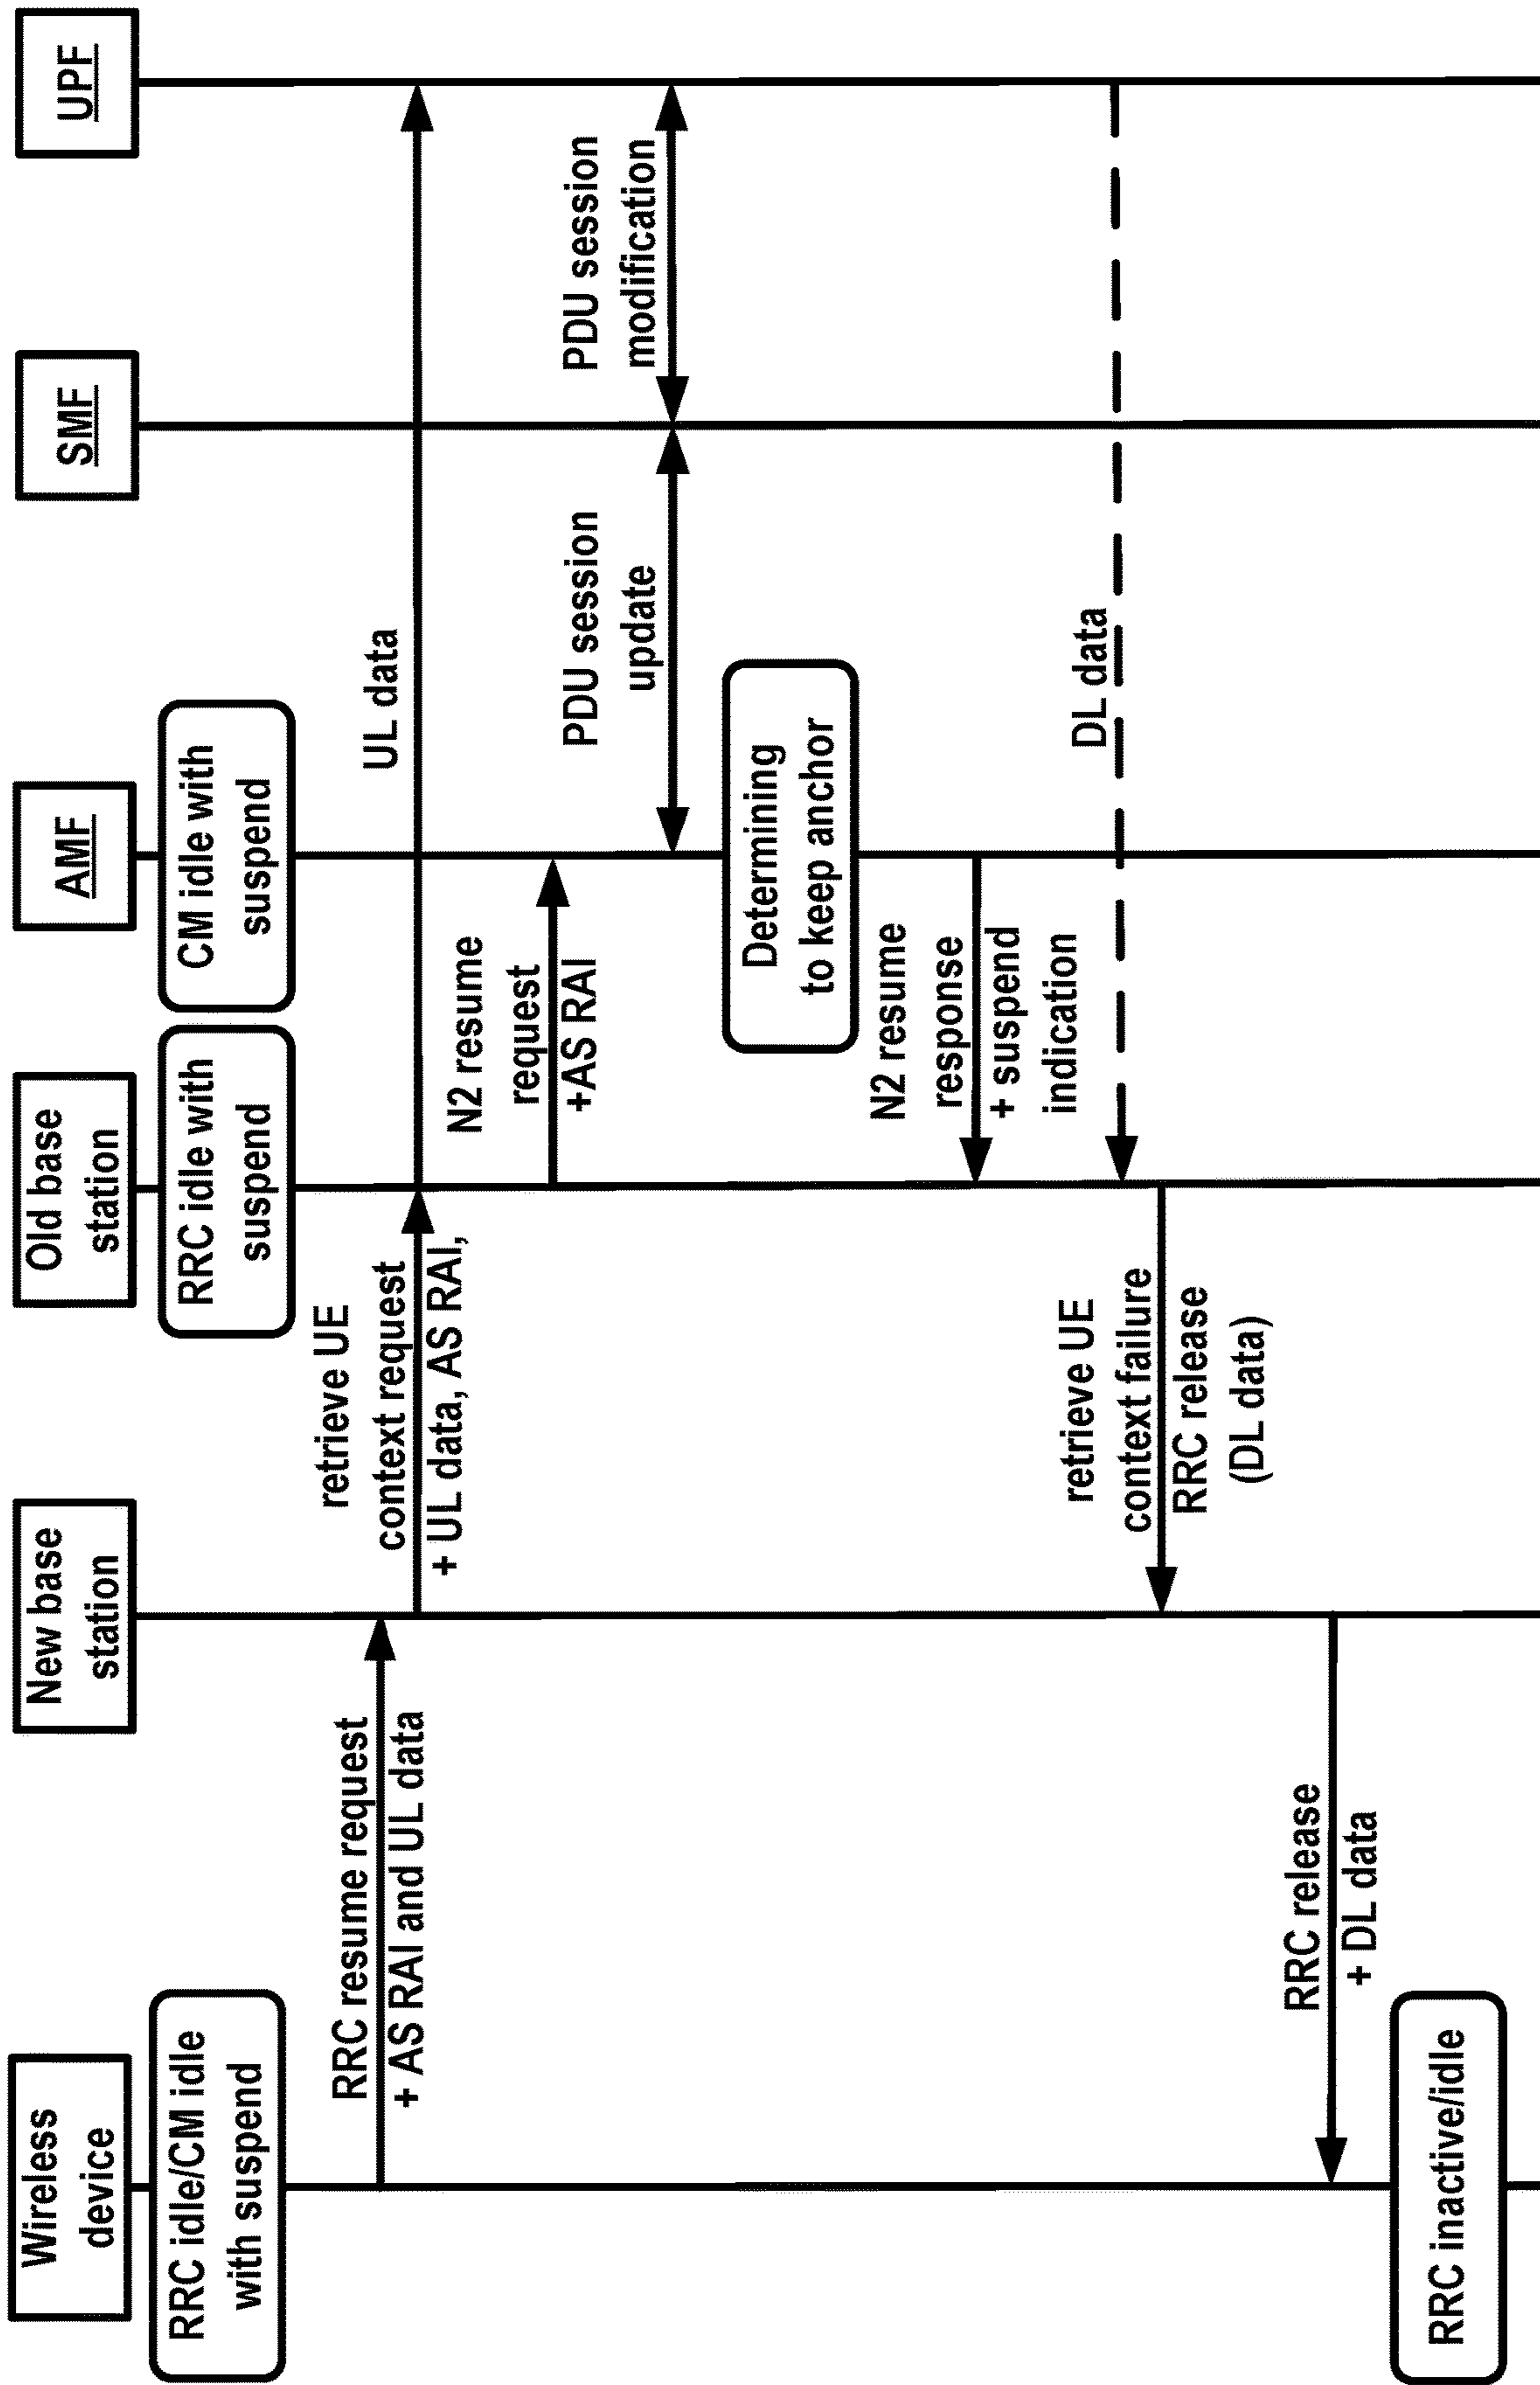 Wireless
device
New base
station
Old base
station
AMF
SMF
UPF
RRC idle/CM idle
with suspend
RRC idle with
suspend
CM idle with
suspend
RRC resume request
+ AS RAI and UL data
retrieve UE
context request
+ UL data, AS RAI,
UL data
N2 resume
request
+AS RAI
PDU session
update
PDU session
modification
Determining
to keep anchor
N2 resume
response
+ suspend
indication
DL data
retrieve UE
context failure
RRC release
(DL data)
RRC release
+ DL data
RRC inactive/idle